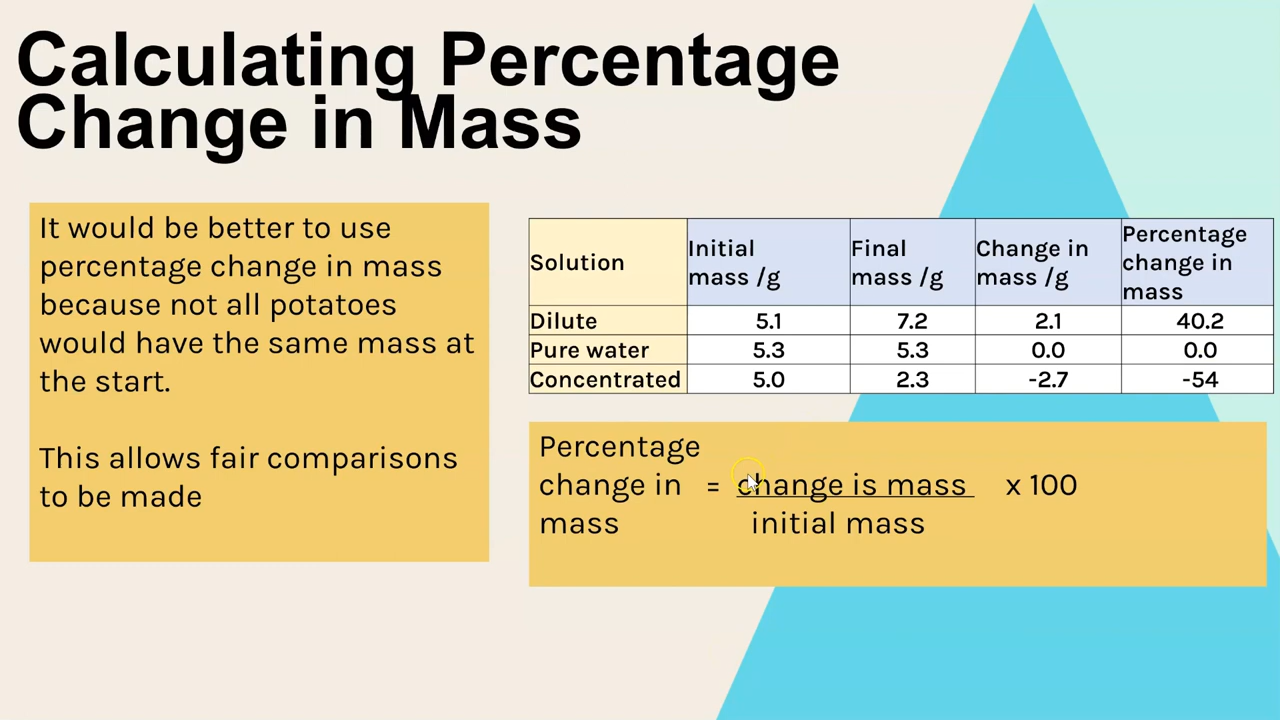 Calculating Percentage
Change in Mass
It would be better to use
percentage change in mass
because not all potatoes
would have the same mass at
the start.
This allows fair comparisons
to be made
Solution Initial mass /g Final mass /g Change in mass /g Percentage change in mass
Dilute 5.1 7.2 2.1 40.2
Pure water 5.3 5.3 0.0 0.0
Concentrated 5.0 2.3 -2.7 -54
Percentage
change in = change is mass x 100
mass initial mass